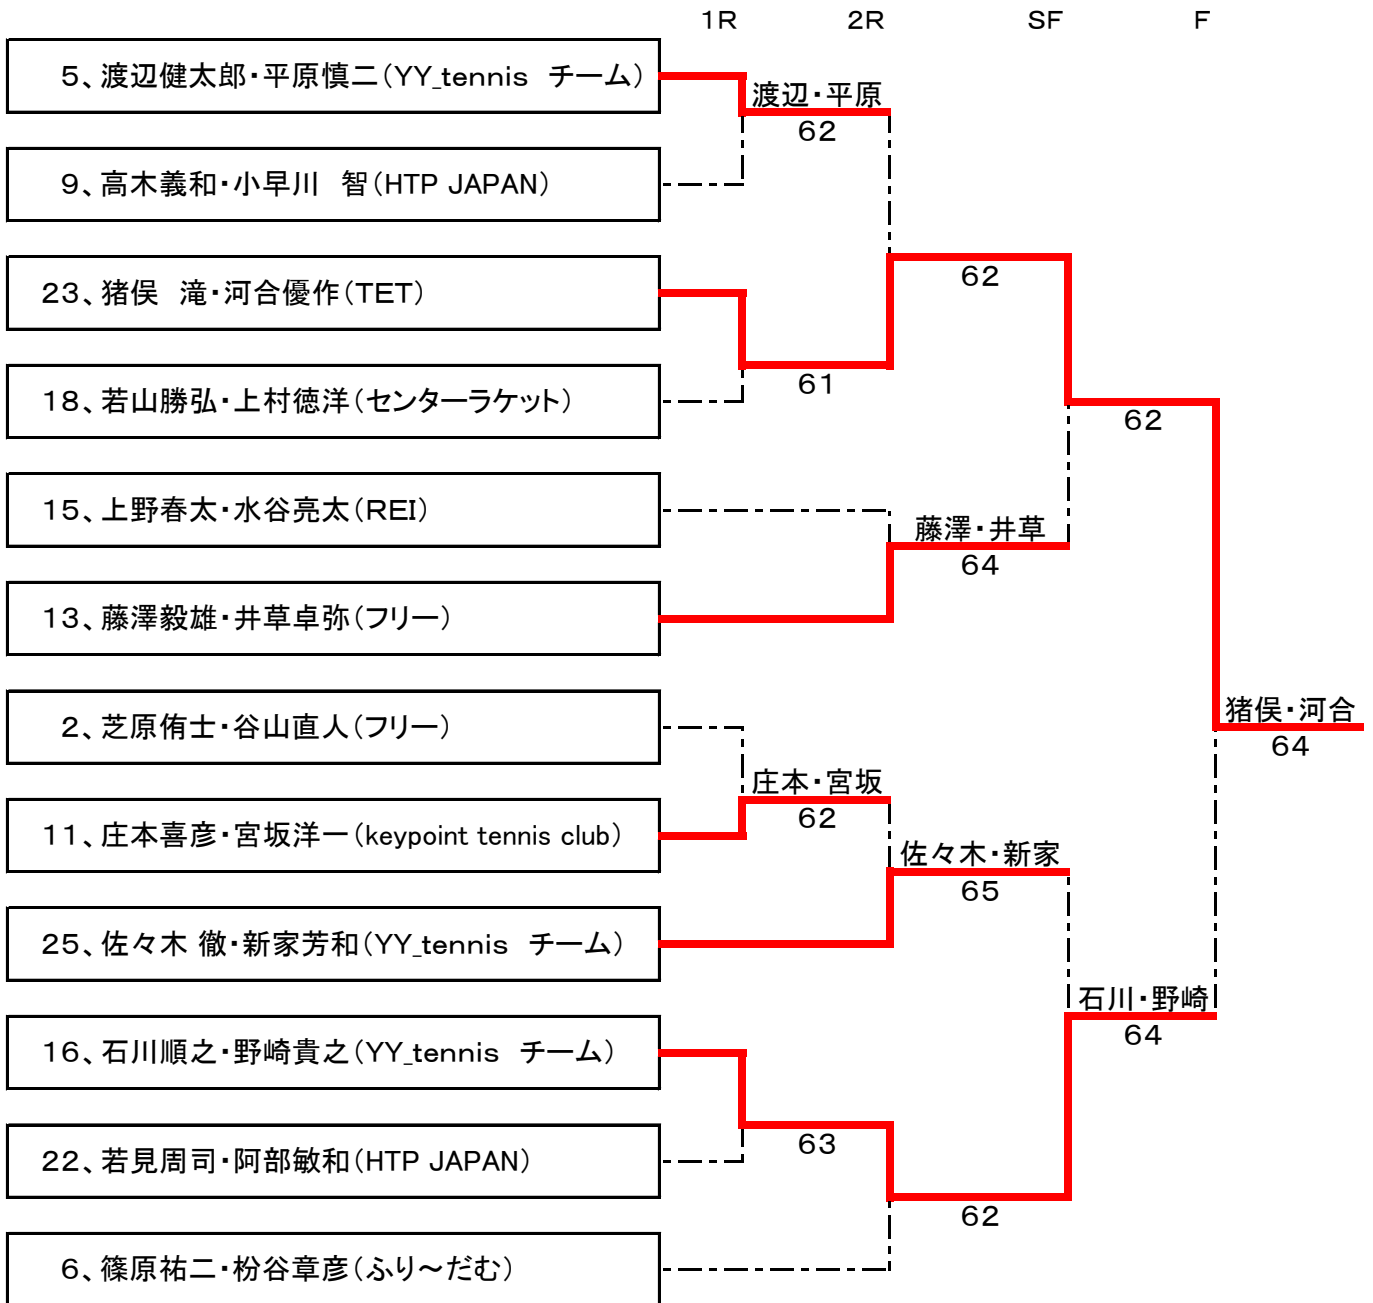 1R 2R SF F
5、渡辺健太郎・平原慎二(YY_tennis チーム)
渡辺・平原
62
9、高木義和・小早川 智(HTP JAPAN)
23、猪俣 滝・河合優作(TET)
62
18、若山勝弘・上村徳洋(センターラケット)
61
62
15、上野春太・水谷亮太(REI)
藤澤・井草
64
13、藤澤毅雄・井草卓弥(フリー)
2、芝原侑士・谷山直人(フリー)
猪俣・河合
64
庄本・宮坂
62
11、庄本喜彦・宮坂洋一(keypoint tennis club)
佐々木・新家
65
25、佐々木 徹・新家芳和(YY_tennis チーム)
石川・野崎
64
16、石川順之・野崎貴之(YY_tennis チーム)
22、若見周司・阿部敏和(HTP JAPAN)
63
62
6、篠原祐二・枌谷章彦(ふり~だむ)